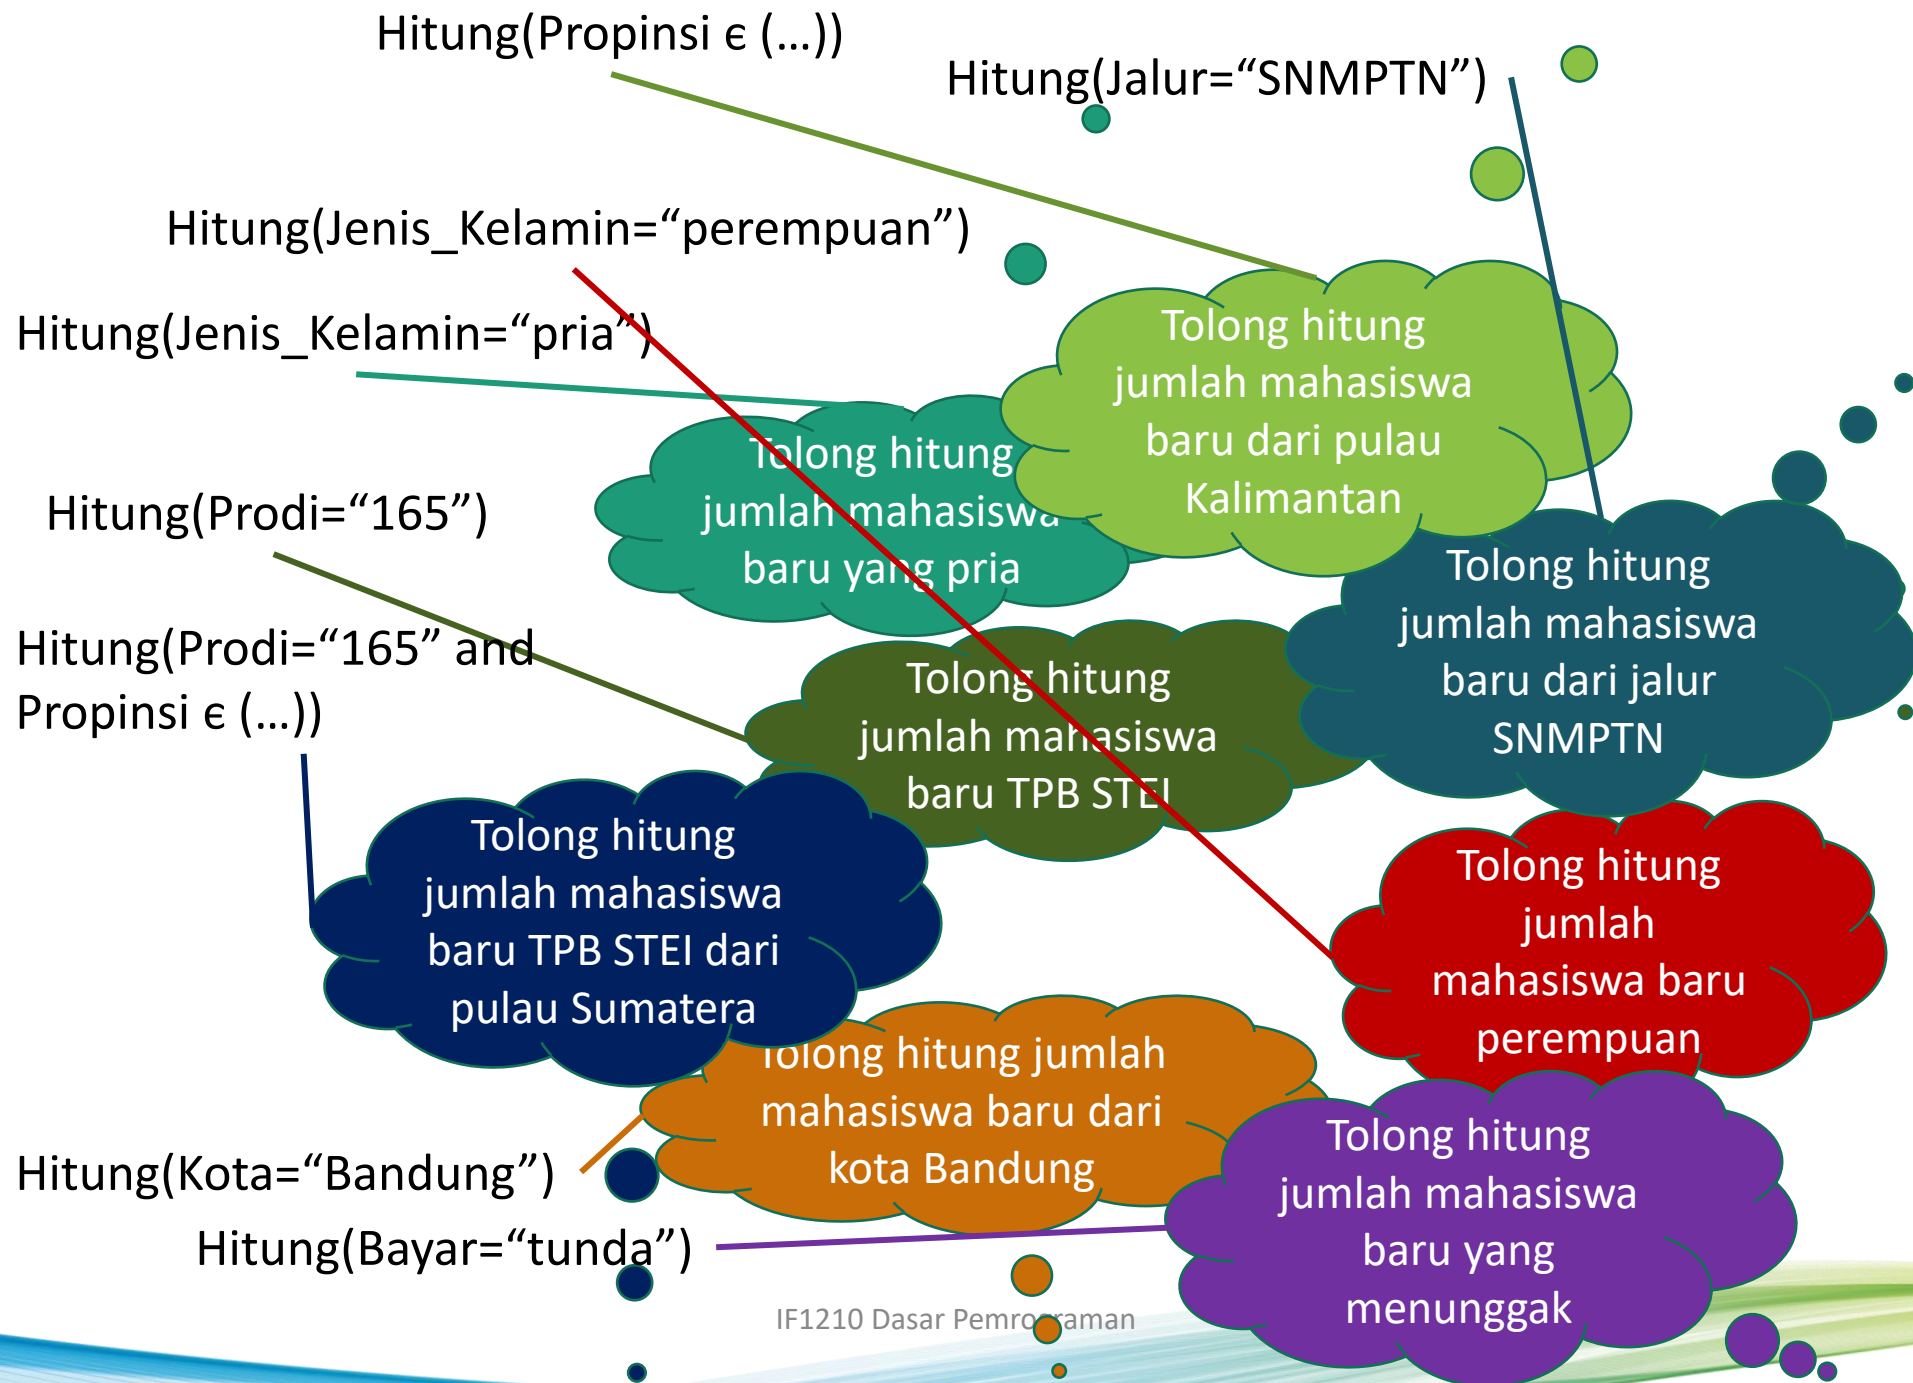 Hitung(Propinsi ϵ (…))
Hitung(Jalur=“SNMPTN”)
Hitung(Jenis_Kelamin=“perempuan”)
Hitung(Jenis_Kelamin=“pria”)
Tolong hitung
jumlah mahasiswa
baru dari pulau
Kalimantan
Tolong hitung
jumlah mahasiswa
baru yang pria
Hitung(Prodi=“165”)
Tolong hitung
jumlah mahasiswa
baru dari jalur
SNMPTN
Hitung(Prodi=“165” and
Propinsi ϵ (…))
Tolong hitung
jumlah mahasiswa
baru TPB STEI
Tolong hitung
jumlah mahasiswa
baru TPB STEI dari
pulau Sumatera
Tolong hitung
jumlah
mahasiswa baru
perempuan
Tolong hitung jumlah
mahasiswa baru dari
kota Bandung
Hitung(Kota=“Bandung”)
Tolong hitung
jumlah mahasiswa
baru yang
menunggak
Hitung(Bayar=“tunda”)
IF1210 Dasar Pemrograman